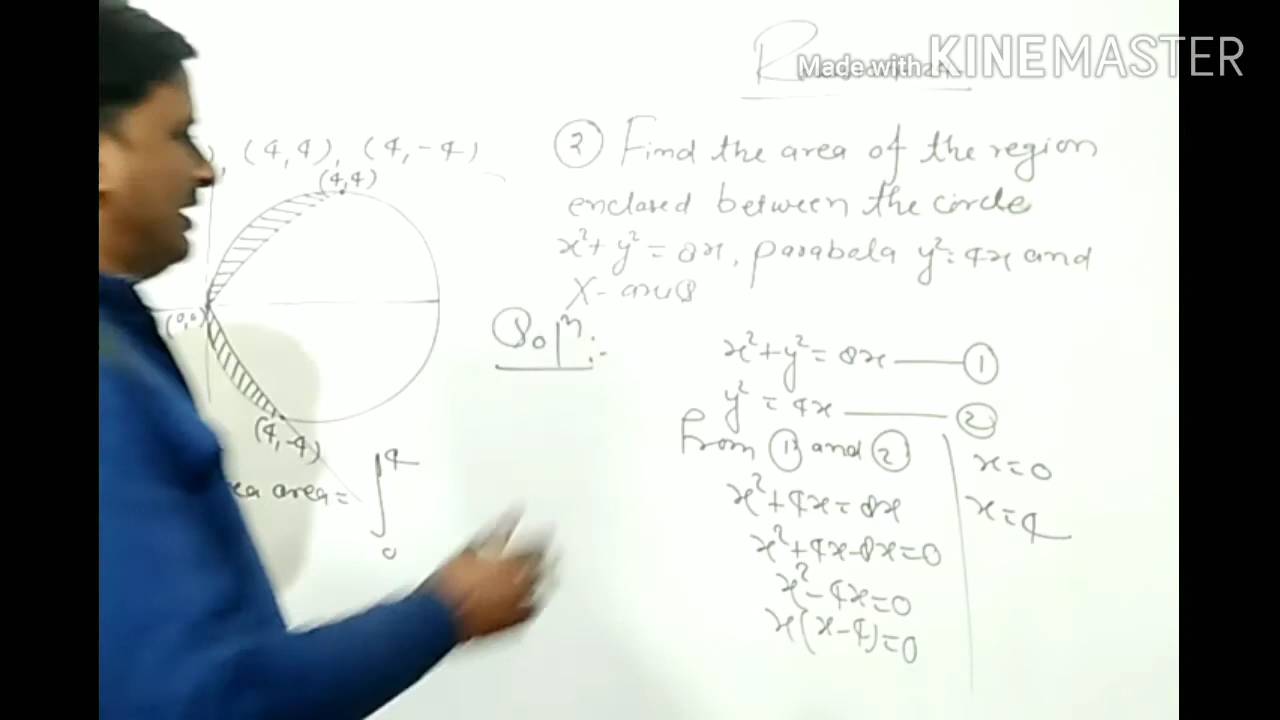 Made with KINEMASTER
), (4,4), (4,-4)
(4,4)
(0,0)
(4,-4)
area = ∫
4
0
2) Find the area of the region
enclosed between the circle
x²+y²=8x, parabola y²=4x and
X-axis
Solⁿ:-
x²+y²=8x — 1
y²=4x — 2
From 1 and 2
x²+4x=8x
x²+4x-8x=0
x²-4x=0
x(x-4)=0
x=0
x=4